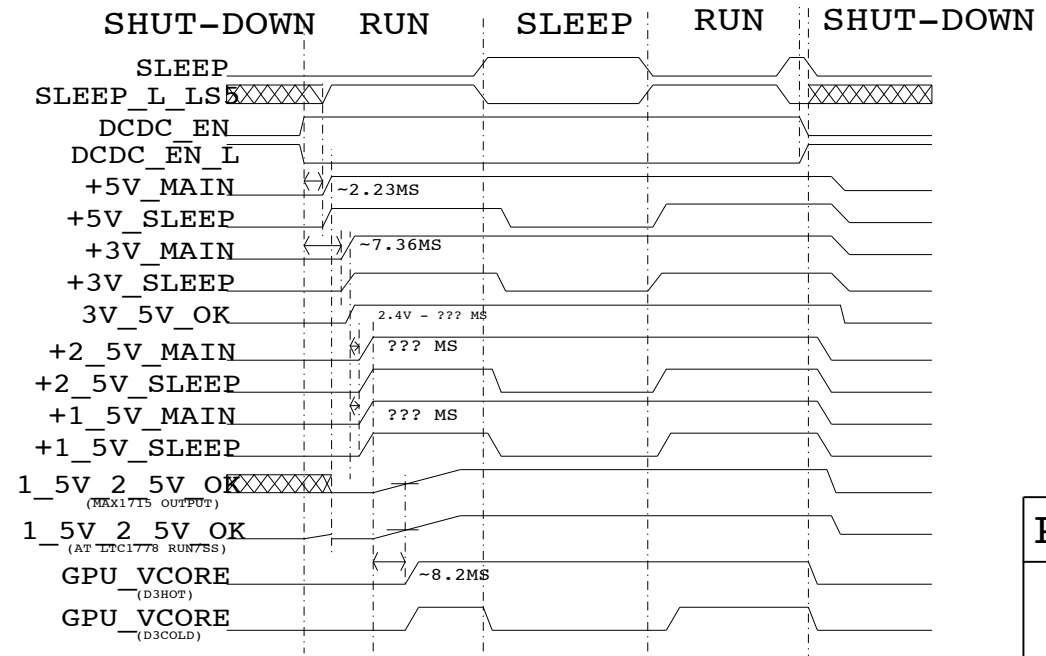 SHUT-DOWN RUN SLEEP RUN SHUT-DOWN
SLEEP
SLEEP_L_LS5
DCDC_EN
DCDC_EN_L
+5V_MAIN ~2.23MS
+5V_SLEEP
+3V_MAIN ~7.36MS
+3V_SLEEP
3V_5V_OK 2.4V - ??? MS
+2_5V_MAIN ??? MS
+2_5V_SLEEP
+1_5V_MAIN ??? MS
+1_5V_SLEEP
1_5V_2_5V_OK
(MAX1715 OUTPUT)
1_5V_2_5V_OK
(AT LTC1778 RUN/SS)
GPU_VCORE ~8.2MS
(D3HOT)
GPU_VCORE
(D3COLD)